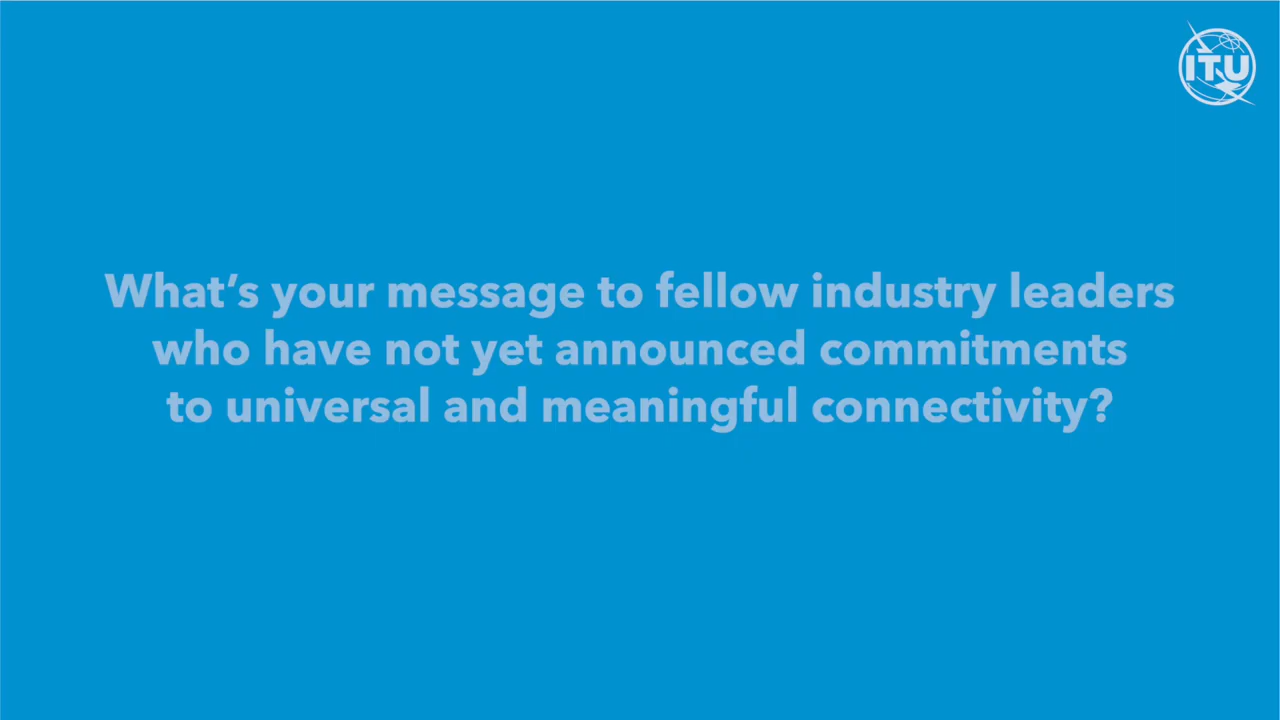 ITU
What’s your message to fellow industry leaders
who have not yet announced commitments
to universal and meaningful connectivity?